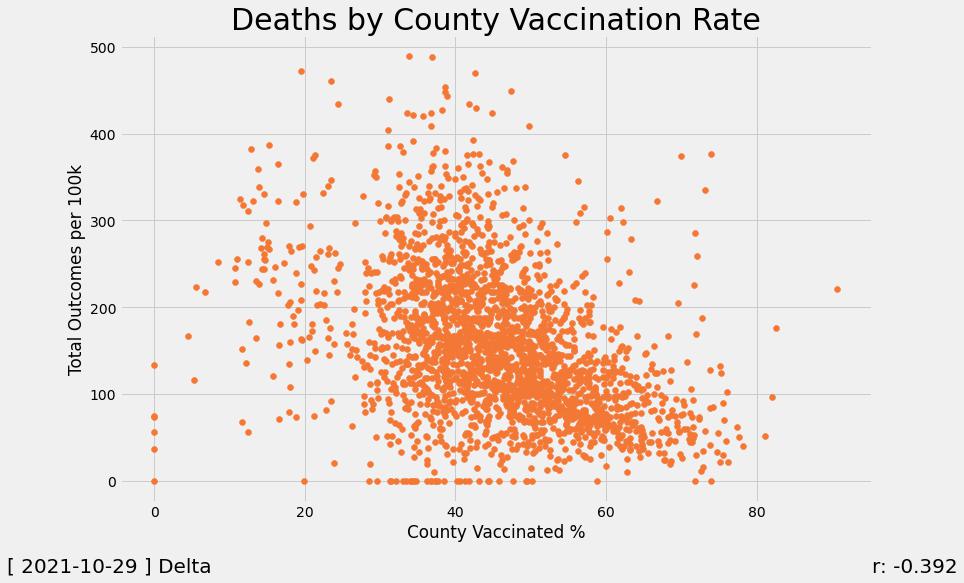 Deaths by County Vaccination Rate
500
400
300
200
100
0
Total Outcomes per 100k
0 20 40 60 80
County Vaccinated %
[ 2021-10-29 ] Delta
r: -0.392